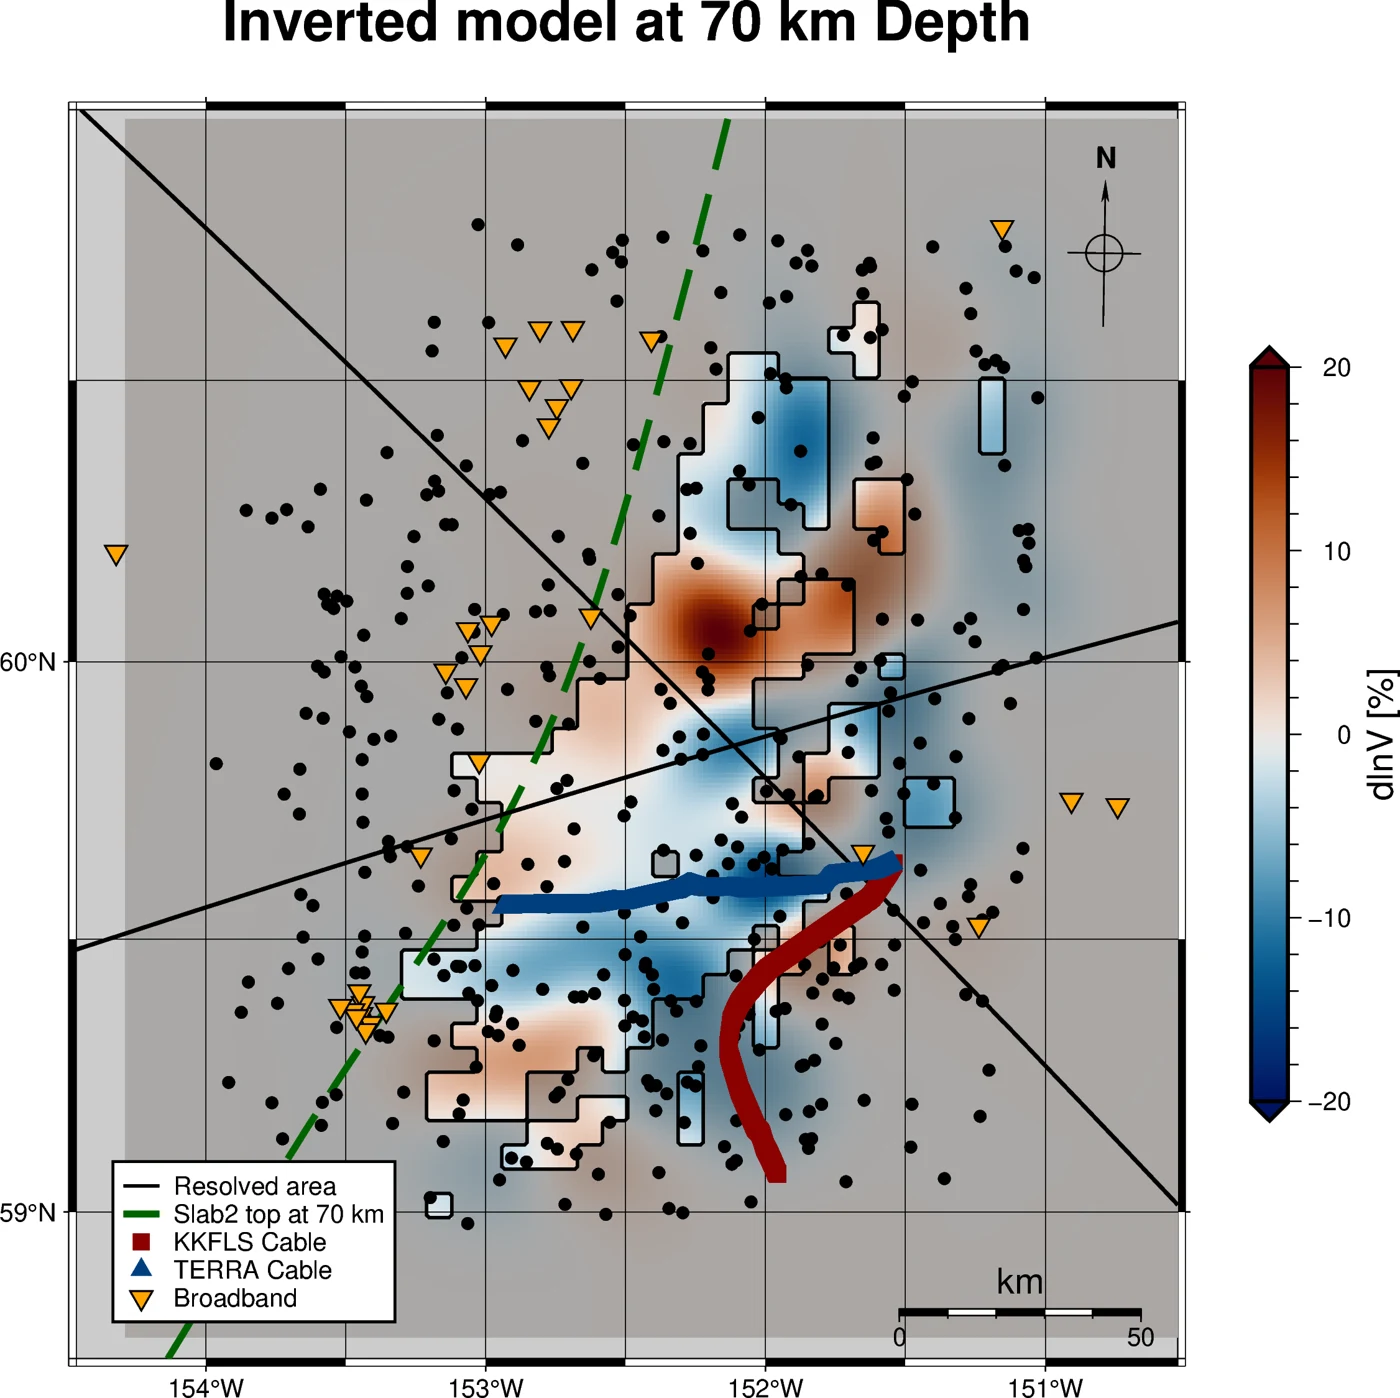 Inverted model at 70 km Depth
N
20
10
0
−10
−20
dlnV [%]
60°N
59°N
Resolved area
Slab2 top at 70 km
KKFLS Cable
TERRA Cable
Broadband
km
0
50
154°W
153°W
152°W
151°W